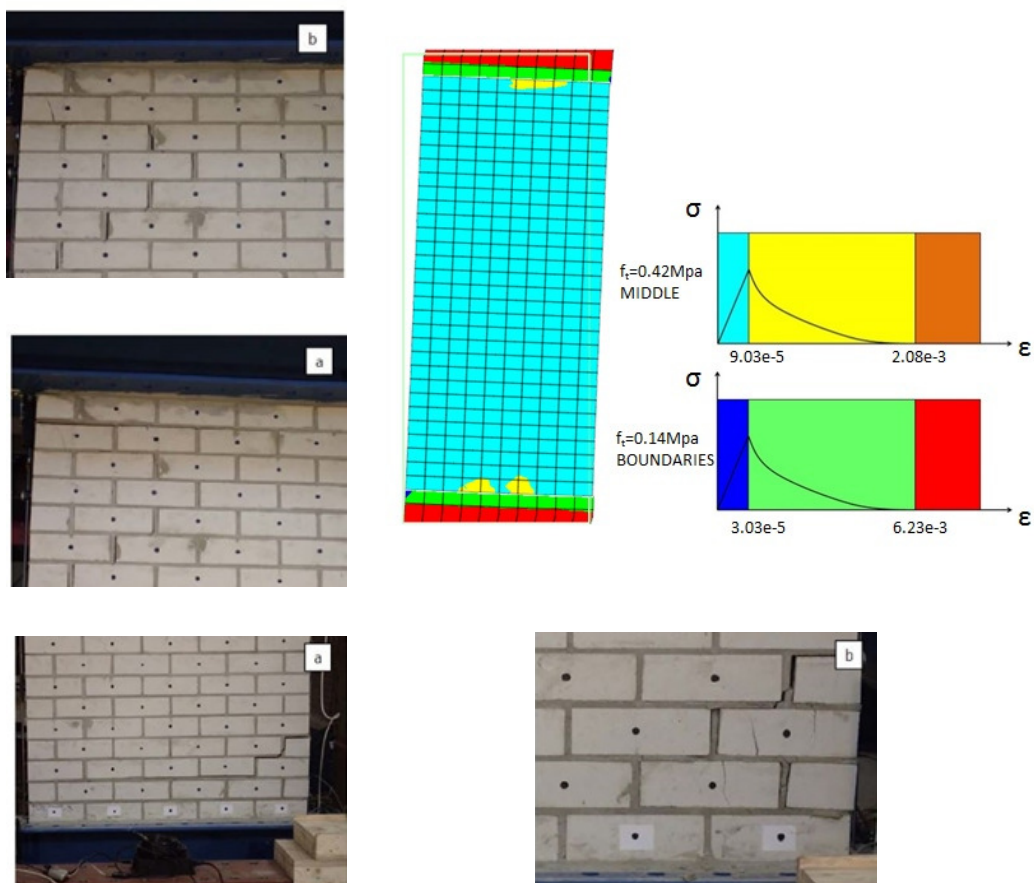 b
σ
fₜ=0.42Mpa
MIDDLE
9.03e-5
2.08e-3
ε
a
σ
fₜ=0.14Mpa
BOUNDARIES
3.03e-5
6.23e-3
ε
a
b